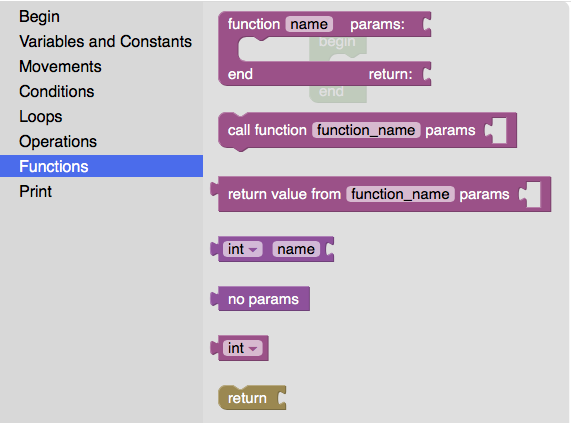 Begin
Variables and Constants
Movements
Conditions
Loops
Operations
Functions
Print
function name params:
begin
end return:
end
call function function_name params
return value from function_name params
int name
no params
int
return